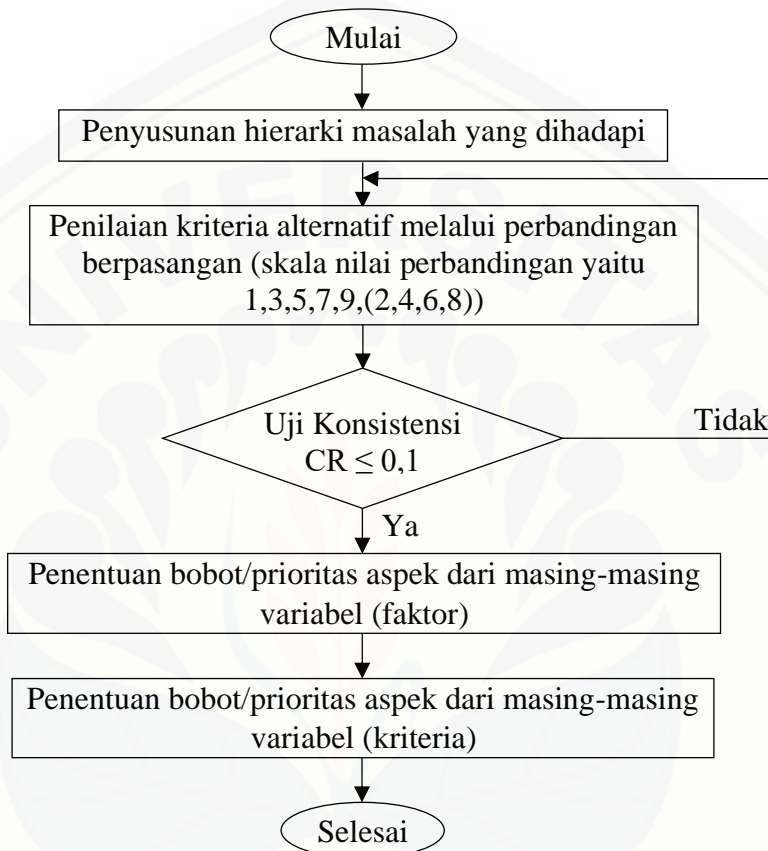 Mulai
Penyusunan hierarki masalah yang dihadapi
Penilaian kriteria alternatif melalui perbandingan
berpasangan (skala nilai perbandingan yaitu
1,3,5,7,9,(2,4,6,8))
Uji Konsistensi
CR ≤ 0,1
Tidak
Ya
Penentuan bobot/prioritas aspek dari masing-masing
variabel (faktor)
Penentuan bobot/prioritas aspek dari masing-masing
variabel (kriteria)
Selesai
UNIVERSITAS